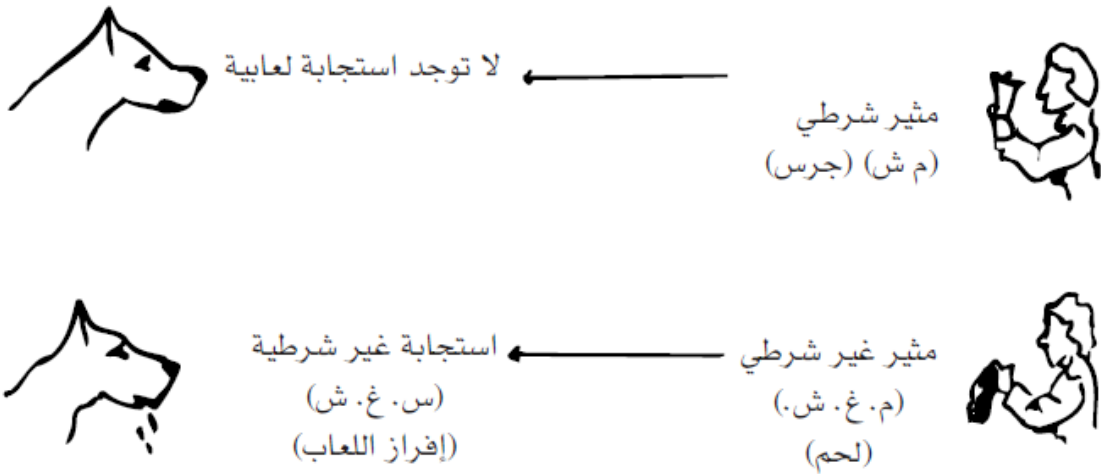 لا توجد استجابة لعابية
مثير شرطي
(م ش) (جرس)
مثير غير شرطي
(م. غ. ش.)
(لحم)
استجابة غير شرطية
(س. غ. ش)
(إفراز اللعاب)